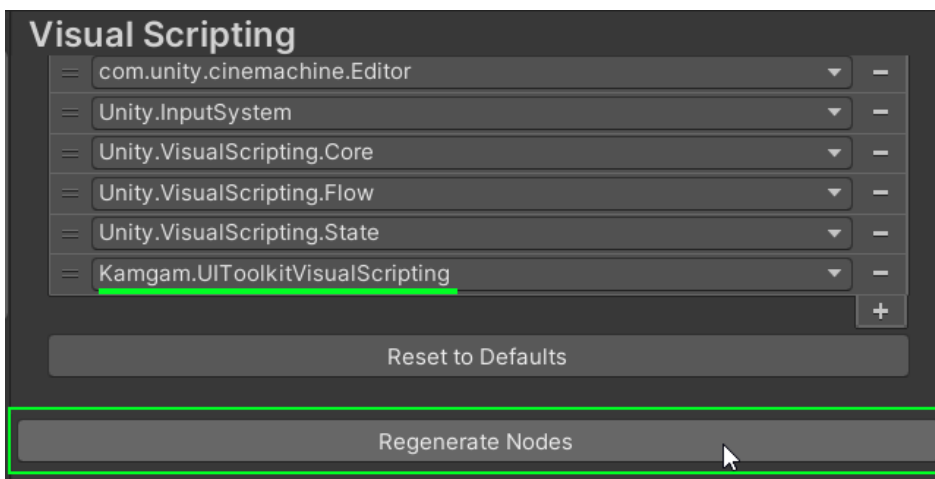 Visual Scripting
com.unity.cinemachine.Editor
Unity.InputSystem
Unity.VisualScripting.Core
Unity.VisualScripting.Flow
Unity.VisualScripting.State
Kamgam.UIToolkitVisualScripting
Reset to Defaults
Regenerate Nodes